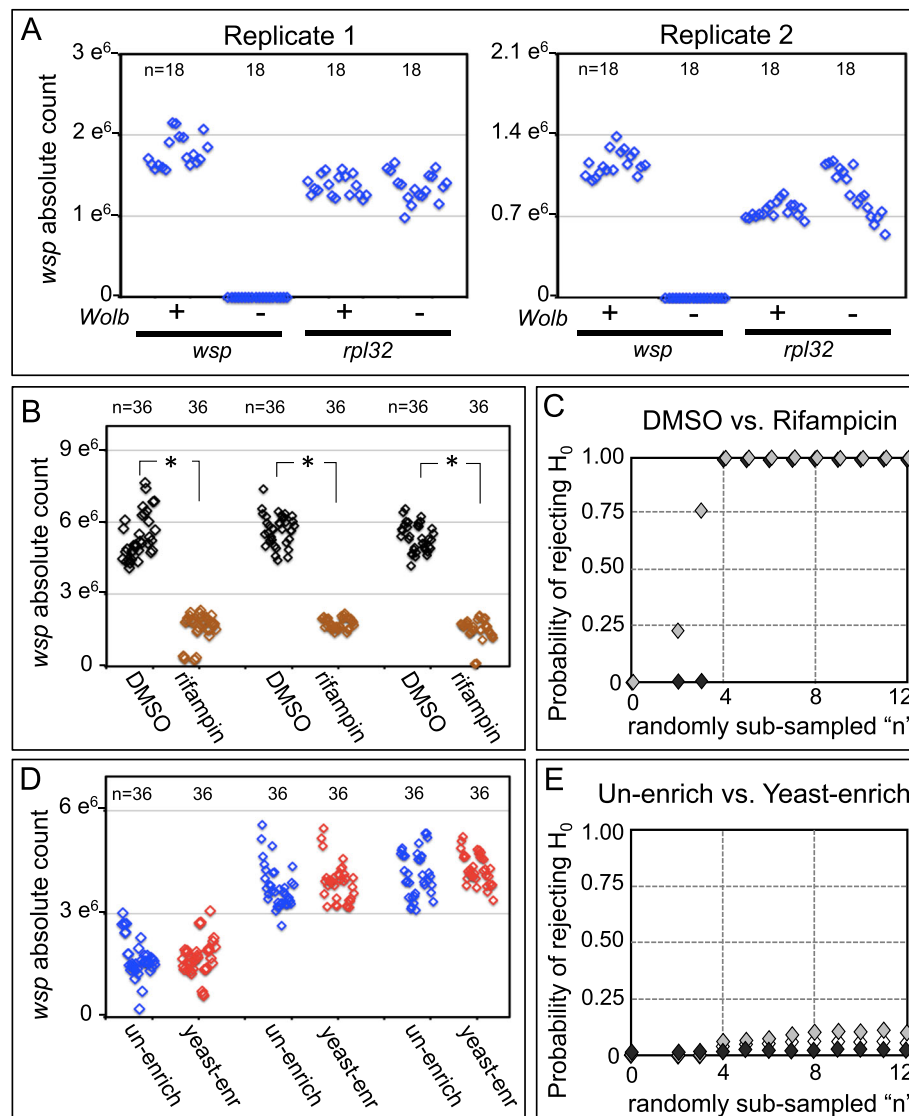 A
Replicate 1
Replicate 2
wsp absolute count
3 e⁶
2 e⁶
1 e⁶
0
n=18 18 18 18
2.1 e⁶
1.4 e⁶
0.7 e⁶
0
n=18 18 18 18
Wolb + - + -
wsp rpl32
+ - + -
wsp rpl32
B
n=36 36 n=36 36 n=36 36
wsp absolute count
9 e⁶
6 e⁶
3 e⁶
0
* * *
DMSO rifampin DMSO rifampin DMSO rifampin
C
DMSO vs. Rifampicin
Probability of rejecting H₀
1.00
0.75
0.50
0.25
0
0 4 8 12
randomly sub-sampled “n”
D
n=36 36 36 36 36 36
wsp absolute count
6 e⁶
3 e⁶
0
un-enrich yeast-enr un-enrich yeast-enr un-enrich yeast-enr
E
Un-enrich vs. Yeast-enrich
Probability of rejecting H₀
1.00
0.75
0.50
0.25
0
0 4 8 12
randomly sub-sampled “n”